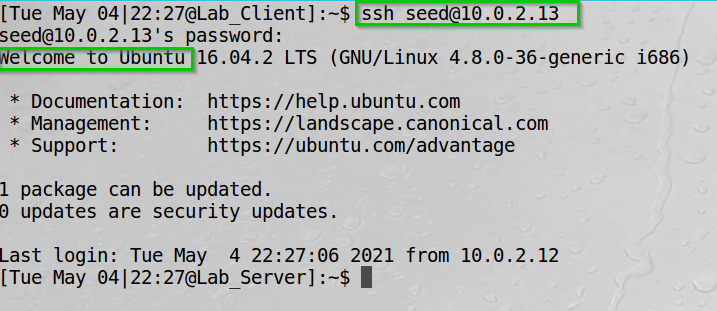 [Tue May 04|22:27@Lab_Client]:~$ ssh seed@10.0.2.13
seed@10.0.2.13's password:
Welcome to Ubuntu 16.04.2 LTS (GNU/Linux 4.8.0-36-generic i686)

 * Documentation:  https://help.ubuntu.com
 * Management:     https://landscape.canonical.com
 * Support:        https://ubuntu.com/advantage

1 package can be updated.
0 updates are security updates.

Last login: Tue May  4 22:27:06 2021 from 10.0.2.12
[Tue May 04|22:27@Lab_Server]:~$